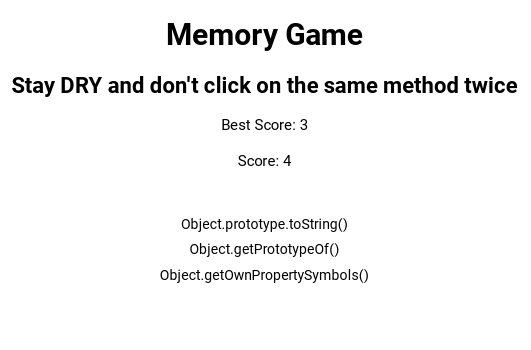 Memory Game
Stay DRY and don't click on the same method twice
Best Score: 3
Score: 4
Object.prototype.toString()
Object.getPrototypeOf()
Object.getOwnPropertySymbols()